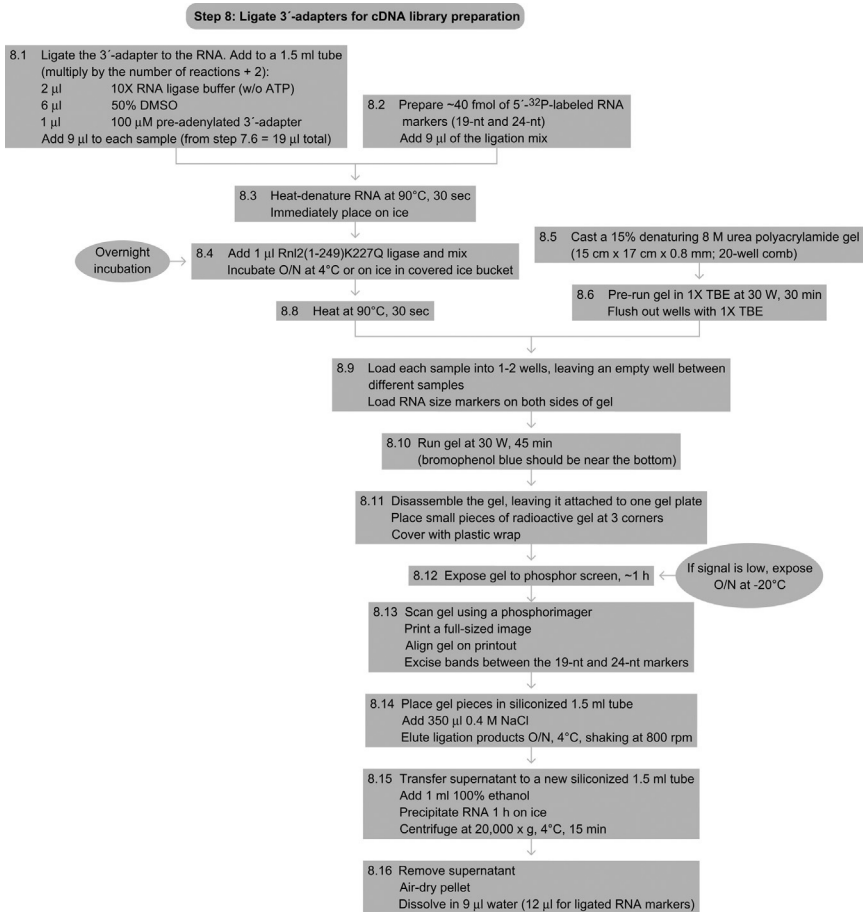 Step 8: Ligate 3´-adapters for cDNA library preparation
8.1 Ligate the 3´-adapter to the RNA. Add to a 1.5 ml tube
(multiply by the number of reactions + 2):
2 µl 10X RNA ligase buffer (w/o ATP)
6 µl 50% DMSO
1 µl 100 µM pre-adenylated 3´-adapter
Add 9 µl to each sample (from step 7.6 = 19 µl total)
8.2 Prepare ~40 fmol of 5´-³²P-labeled RNA
markers (19-nt and 24-nt)
Add 9 µl of the ligation mix
8.3 Heat-denature RNA at 90°C, 30 sec
Immediately place on ice
Overnight
incubation
8.4 Add 1 µl Rnl2(1-249)K227Q ligase and mix
Incubate O/N at 4°C or on ice in covered ice bucket
8.5 Cast a 15% denaturing 8 M urea polyacrylamide gel
(15 cm x 17 cm x 0.8 mm; 20-well comb)
8.6 Pre-run gel in 1X TBE at 30 W, 30 min
Flush out wells with 1X TBE
8.8 Heat at 90°C, 30 sec
8.9 Load each sample into 1-2 wells, leaving an empty well between
different samples
Load RNA size markers on both sides of gel
8.10 Run gel at 30 W, 45 min
(bromophenol blue should be near the bottom)
8.11 Disassemble the gel, leaving it attached to one gel plate
Place small pieces of radioactive gel at 3 corners
Cover with plastic wrap
8.12 Expose gel to phosphor screen, ~1 h
If signal is low, expose
O/N at -20°C
8.13 Scan gel using a phosphorimager
Print a full-sized image
Align gel on printout
Excise bands between the 19-nt and 24-nt markers
8.14 Place gel pieces in siliconized 1.5 ml tube
Add 350 µl 0.4 M NaCl
Elute ligation products O/N, 4°C, shaking at 800 rpm
8.15 Transfer supernatant to a new siliconized 1.5 ml tube
Add 1 ml 100% ethanol
Precipitate RNA 1 h on ice
Centrifuge at 20,000 x g, 4°C, 15 min
8.16 Remove supernatant
Air-dry pellet
Dissolve in 9 µl water (12 µl for ligated RNA markers)